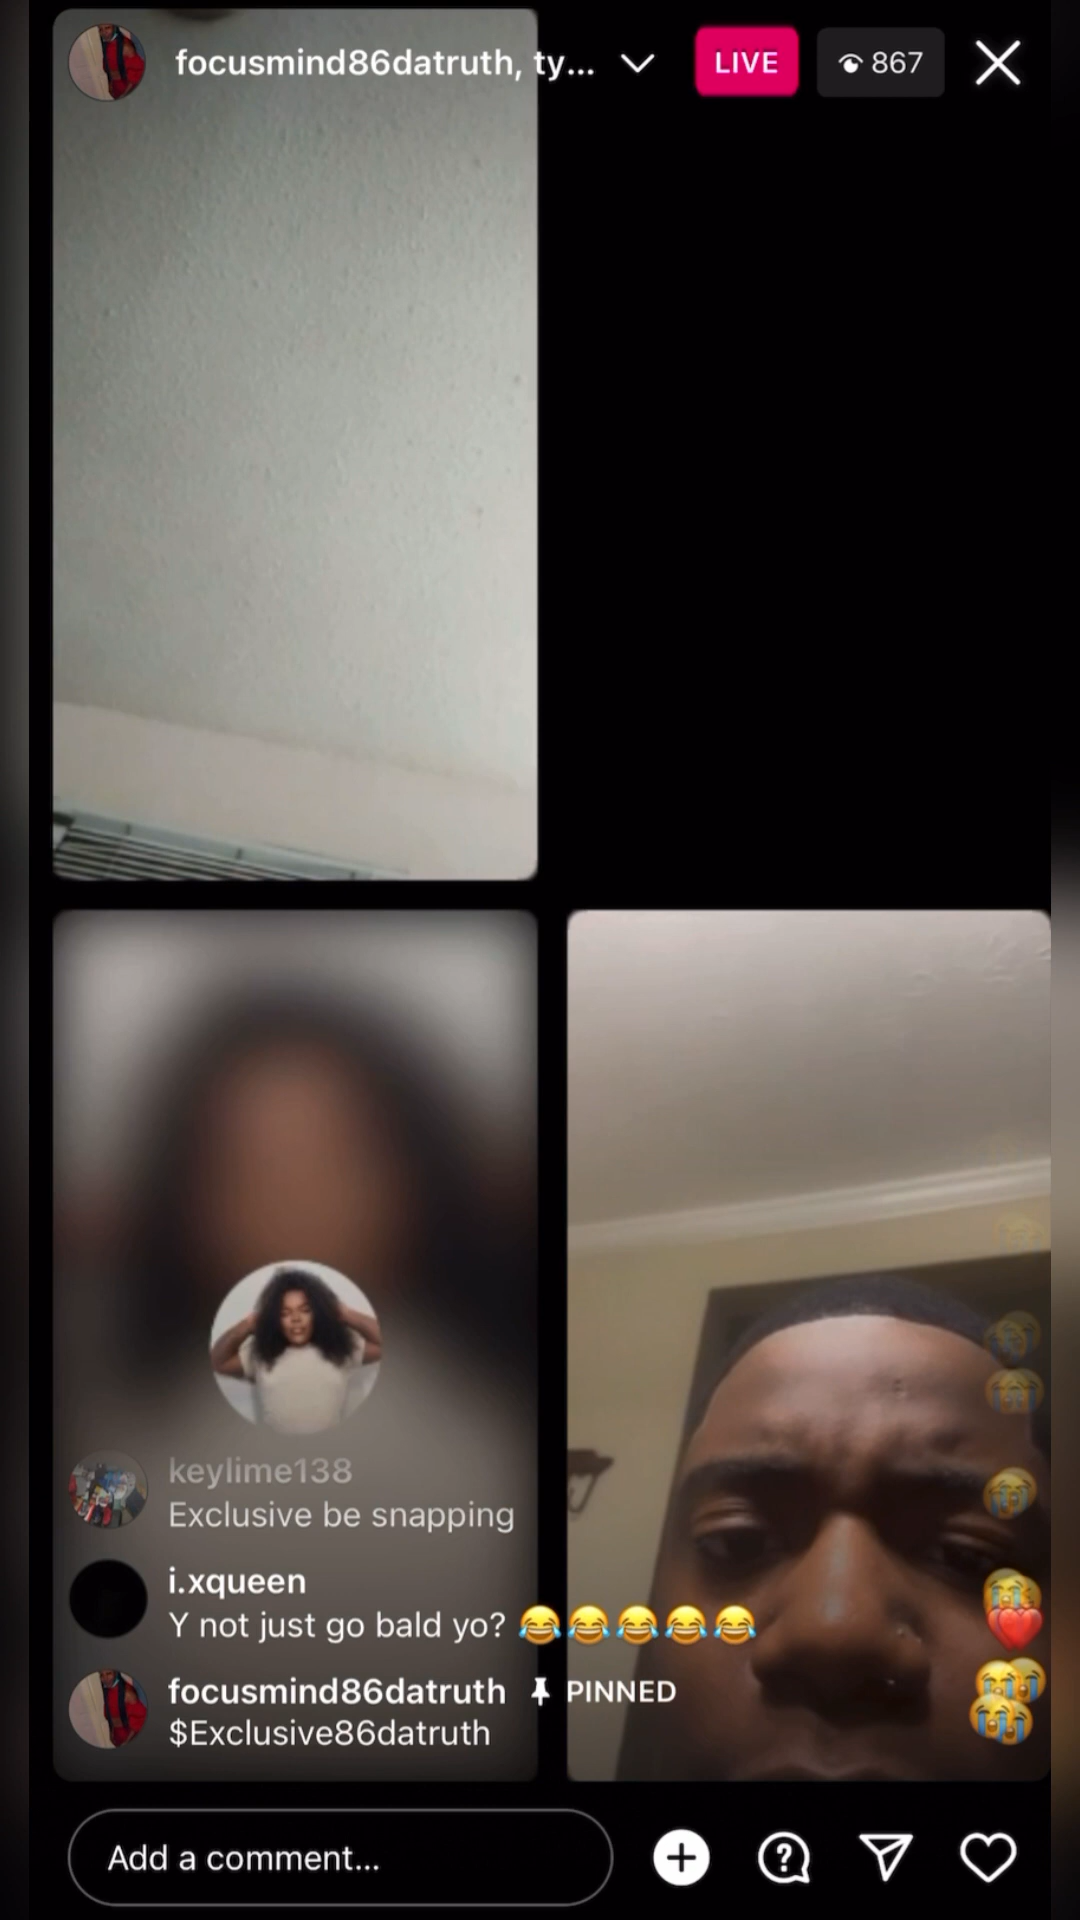 focusmind86datruth, ty...
LIVE
867
keylime138
Exclusive be snapping
i.xqueen
Y not just go bald yo? 😂😂😂😂😂
focusmind86datruth PINNED
$Exclusive86datruth
Add a comment...